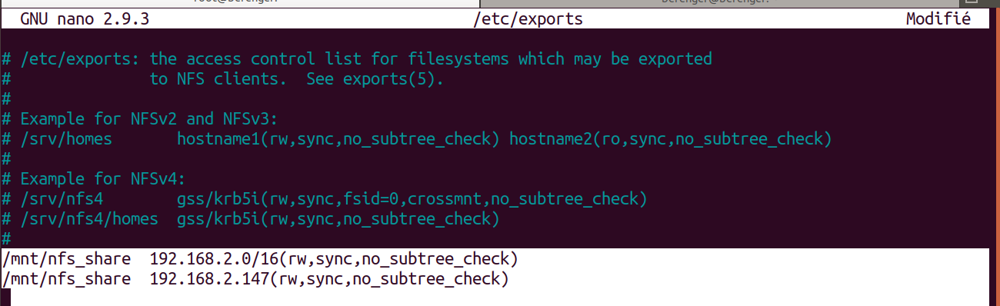 GNU nano 2.9.3 /etc/exports Modifié
# /etc/exports: the access control list for filesystems which may be exported
# to NFS clients. See exports(5).
#
# Example for NFSv2 and NFSv3:
# /srv/homes hostname1(rw,sync,no_subtree_check) hostname2(ro,sync,no_subtree_check)
#
# Example for NFSv4:
# /srv/nfs4 gss/krb5i(rw,sync,fsid=0,crossmnt,no_subtree_check)
# /srv/nfs4/homes gss/krb5i(rw,sync,no_subtree_check)
#
/mnt/nfs_share 192.168.2.0/16(rw,sync,no_subtree_check)
/mnt/nfs_share 192.168.2.147(rw,sync,no_subtree_check)